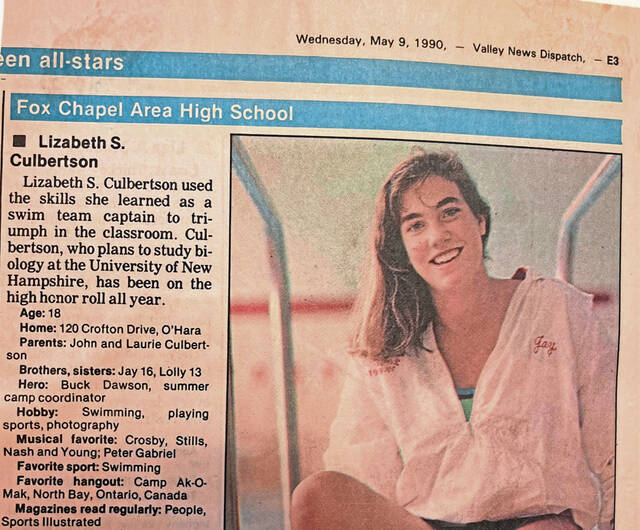 Wednesday, May 9, 1990, — Valley News Dispatch, — E3
een all-stars
Fox Chapel Area High School
■ Lizabeth S.
Culbertson
Lizabeth S. Culbertson used
the skills she learned as a
swim team captain to tri-
umph in the classroom. Cul-
bertson, who plans to study bi-
ology at the University of New
Hampshire, has been on the
high honor roll all year.
Age: 18
Home: 120 Crofton Drive, O'Hara
Parents: John and Laurie Culbert-
son
Brothers, sisters: Jay 16, Lolly 13
Hero: Buck Dawson, summer
camp coordinator
Hobby: Swimming, playing
sports, photography
Musical favorite: Crosby, Stills,
Nash and Young; Peter Gabriel
Favorite sport: Swimming
Favorite hangout: Camp Ak-O-
Mak, North Bay, Ontario, Canada
Magazines read regularly: People,
Sports Illustrated
Jay